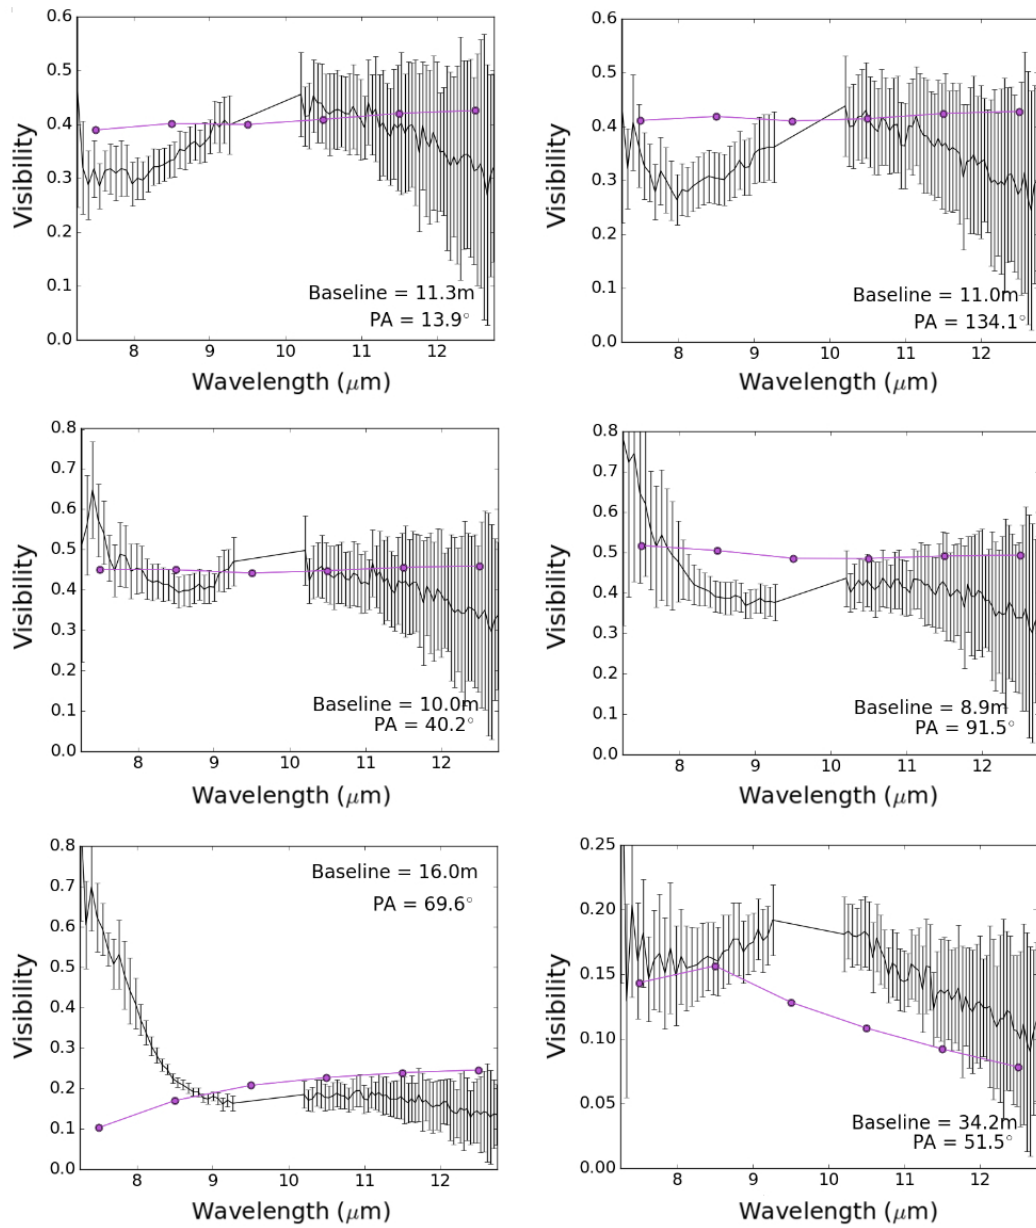 0.6
0.5
0.4
0.3
0.2
0.1
0.0
Visibility
Baseline = 11.3m
PA = 13.9°
8 9 10 11 12
Wavelength (μm)
0.6
0.5
0.4
0.3
0.2
0.1
0.0
Visibility
Baseline = 11.0m
PA = 134.1°
8 9 10 11 12
Wavelength (μm)
0.8
0.7
0.6
0.5
0.4
0.3
0.2
0.1
0.0
Visibility
Baseline = 10.0m
PA = 40.2°
8 9 10 11 12
Wavelength (μm)
0.8
0.7
0.6
0.5
0.4
0.3
0.2
0.1
0.0
Visibility
Baseline = 8.9m
PA = 91.5°
8 9 10 11 12
Wavelength (μm)
0.8
0.7
0.6
0.5
0.4
0.3
0.2
0.1
0.0
Visibility
Baseline = 16.0m
PA = 69.6°
8 9 10 11 12
Wavelength (μm)
0.25
0.20
0.15
0.10
0.05
0.00
Visibility
Baseline = 34.2m
PA = 51.5°
8 9 10 11 12
Wavelength (μm)